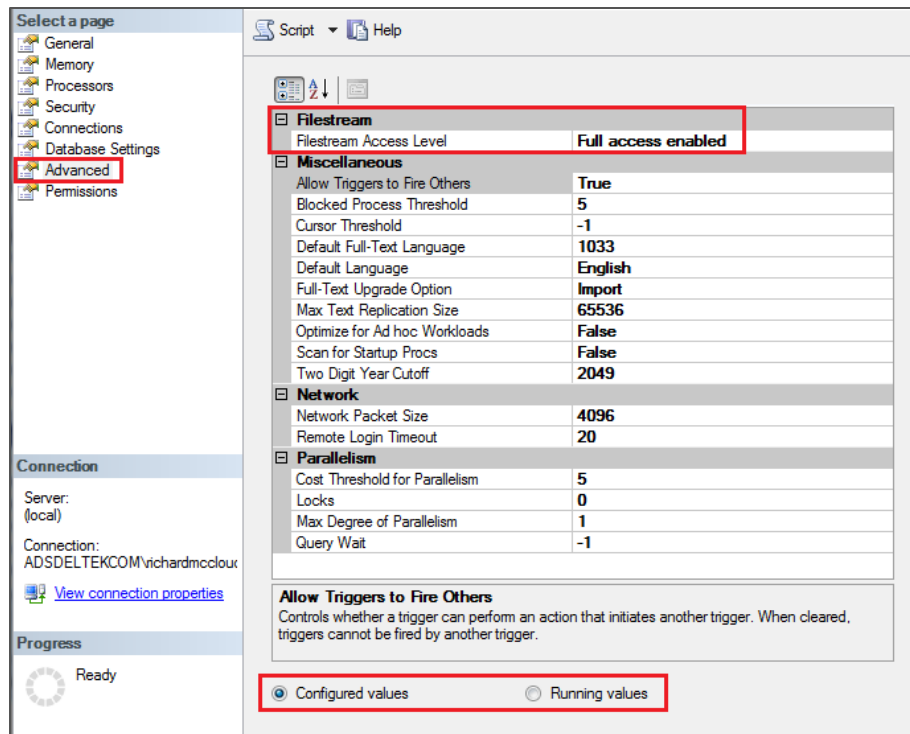 Select a page
General
Memory
Processors
Security
Connections
Database Settings
Advanced
Permissions
Connection
Server:
(local)
Connection:
ADSDELTEKCOM\richardmccloud
View connection properties
Progress
Ready
Script Help
Filestream
Filestream Access Level Full access enabled
Miscellaneous
Allow Triggers to Fire Others True
Blocked Process Threshold 5
Cursor Threshold -1
Default Full-Text Language 1033
Default Language English
Full-Text Upgrade Option Import
Max Text Replication Size 65536
Optimize for Ad hoc Workloads False
Scan for Startup Procs False
Two Digit Year Cutoff 2049
Network
Network Packet Size 4096
Remote Login Timeout 20
Parallelism
Cost Threshold for Parallelism 5
Locks 0
Max Degree of Parallelism 1
Query Wait -1
Allow Triggers to Fire Others
Controls whether a trigger can perform an action that initiates another trigger. When cleared,
triggers cannot be fired by another trigger.
Configured values Running values